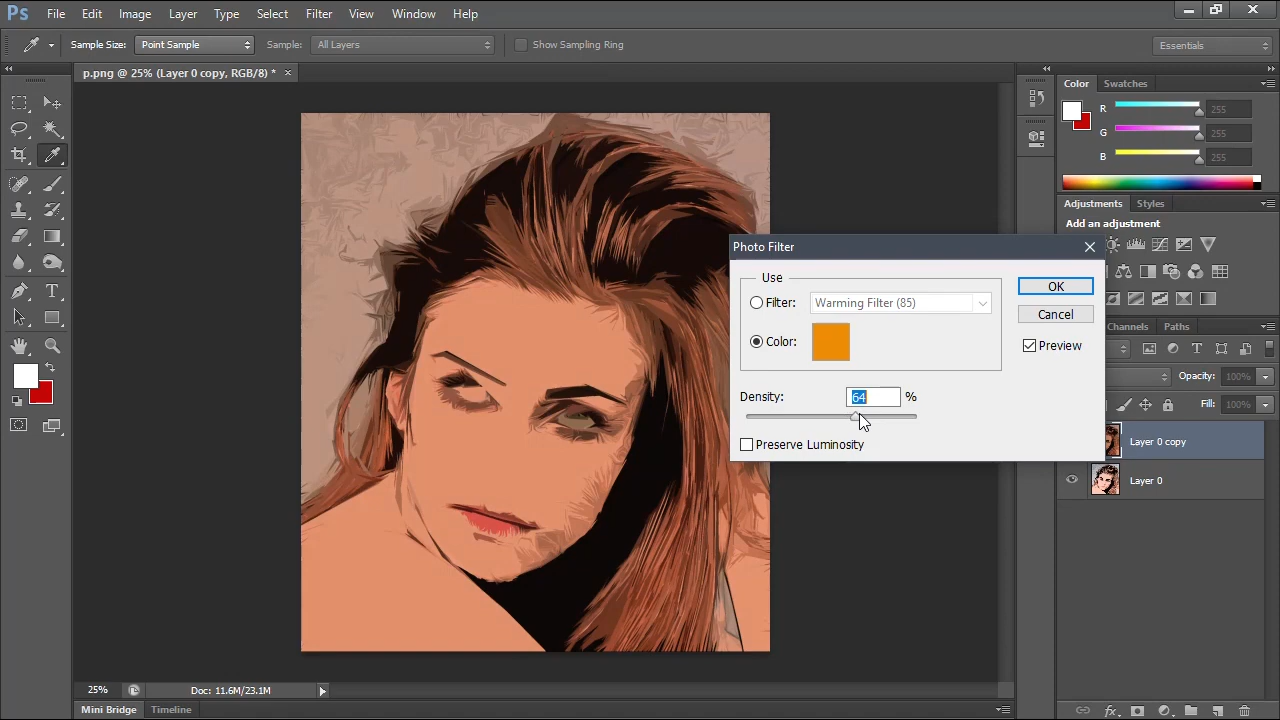 Ps File Edit Image Layer Type Select Filter View Window Help
Sample Size: Point Sample Sample: All Layers Show Sampling Ring Essentials
p.png @ 25% (Layer 0 copy, RGB/8) * ×
Color Swatches
R 255
G 255
B 255
Adjustments Styles
Add an adjustment
Photo Filter
Use
Filter: Warming Filter (85)
Color:
OK
Cancel
Preview
Density: 64 %
Preserve Luminosity
Channels Paths
Opacity: 100%
Fill: 100%
Layer 0 copy
Layer 0
25% Doc: 11.6M/23.1M
Mini Bridge Timeline